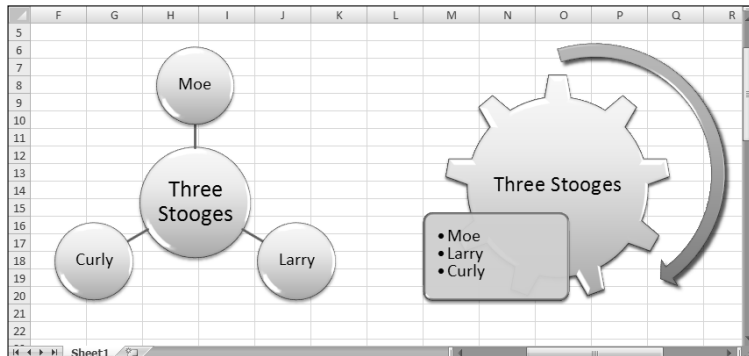 F G H I J K L M N O P Q R
5
6
7
8
9
10
11
12
13
14
15
16
17
18
19
20
21
22
Moe
Three
Stooges
Curly
Larry
Three Stooges
• Moe
• Larry
• Curly
Sheet1